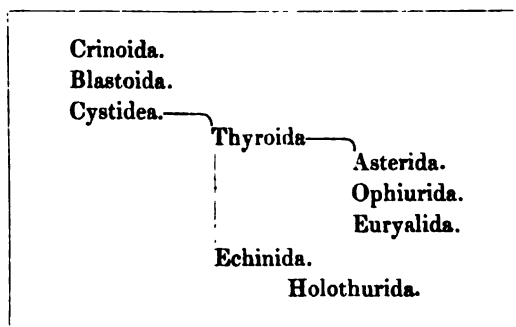 Crinoida.
Blastoida.
Cystidea.
Thyroida
Asterida.
Ophiurida.
Euryalida.
Echinida.
Holothurida.